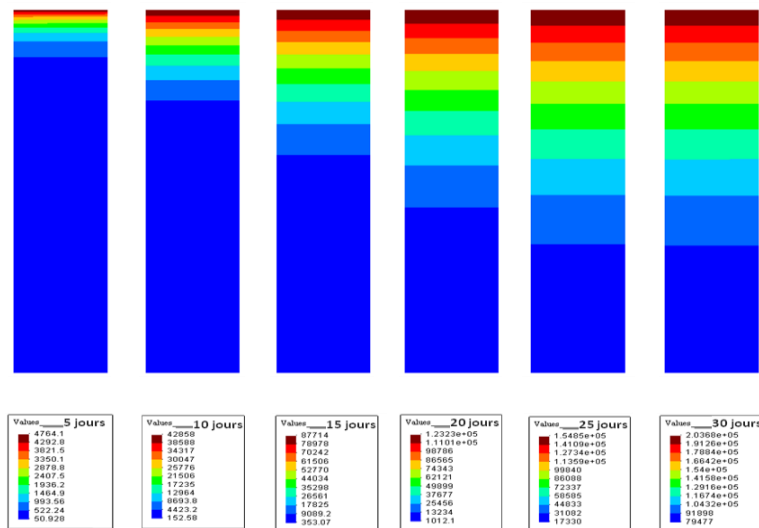 Values___5 jours
4764.1
4292.8
3821.5
3350.1
2878.8
2407.5
1936.2
1464.9
993.56
522.24
50.928
Values___10 jours
42858
38588
34317
30047
25776
21506
17235
12964
8693.8
4423.2
152.58
Values___15 jours
87714
78978
70242
61506
52770
44034
35298
26561
17825
9089.2
353.07
Values___20 jours
1.2323e+05
1.1101e+05
98786
86565
74343
62121
49899
37677
25456
13234
1012.1
Values___25 jours
1.5485e+05
1.4109e+05
1.2734e+05
1.1359e+05
99840
86088
72337
58585
44833
31082
17330
Values___30 jours
2.0368e+05
1.9126e+05
1.7884e+05
1.6642e+05
1.54e+05
1.4158e+05
1.2916e+05
1.1674e+05
1.0432e+05
91898
79477